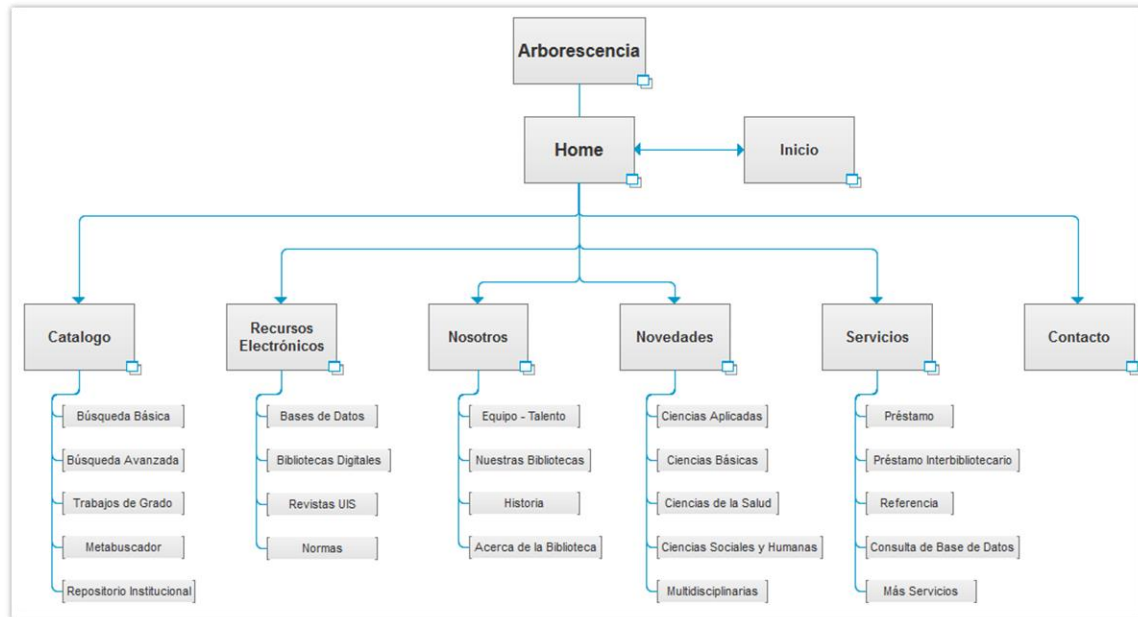 Arborescencia
Home
Inicio
Catalogo
Recursos
Electrónicos
Nosotros
Novedades
Servicios
Contacto
Búsqueda Básica
Búsqueda Avanzada
Trabajos de Grado
Metabuscador
Repositorio Institucional
Bases de Datos
Bibliotecas Digitales
Revistas UIS
Normas
Equipo - Talento
Nuestras Bibliotecas
Historia
Acerca de la Biblioteca
Ciencias Aplicadas
Ciencias Básicas
Ciencias de la Salud
Ciencias Sociales y Humanas
Multidisciplinarias
Préstamo
Préstamo Interbibliotecario
Referencia
Consulta de Base de Datos
Más Servicios